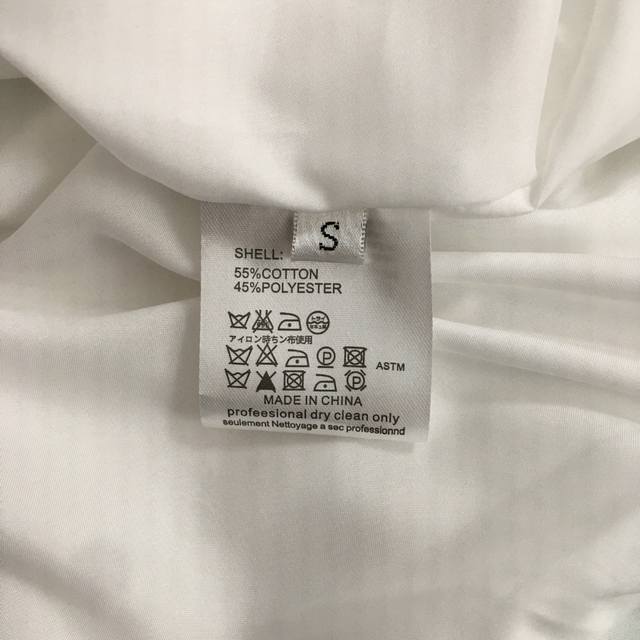 S
SHELL:
55%COTTON
45%POLYESTER
アイロン時ち布使用
ASTM
MADE IN CHINA
profeesional dry clean only
seulement Nettoyage a sec professionnd